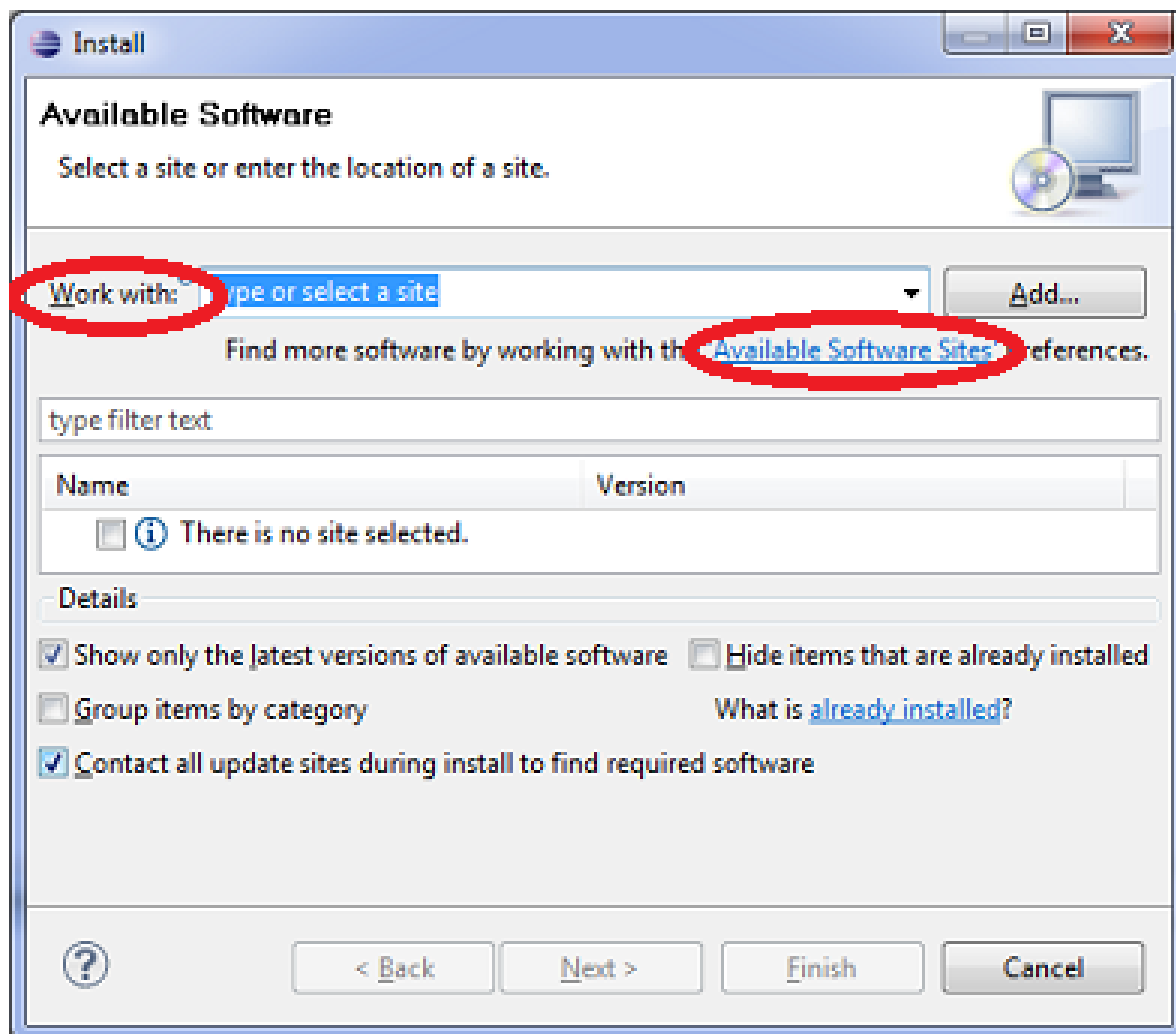 Install
Available Software
Select a site or enter the location of a site.
Work with: type or select a site Add...
Find more software by working with the "Available Software Sites" preferences.
type filter text
Name Version
There is no site selected.
Details
Show only the latest versions of available software Hide items that are already installed
Group items by category What is already installed?
Contact all update sites during install to find required software
? < Back Next > Finish Cancel